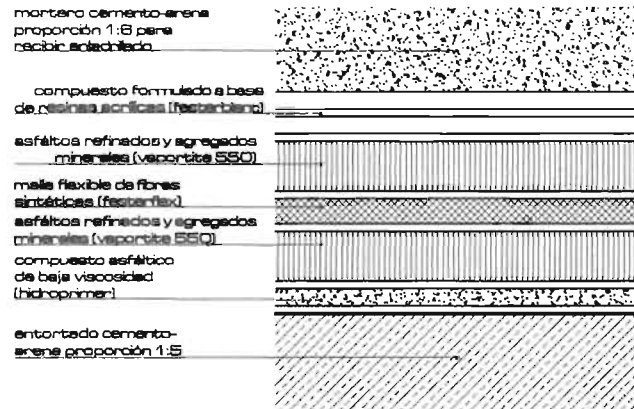 mortero cemento-arena
proporción 1:6 para
recibir enladrillado
compuesto formulado a base
de resinas acrílicas (festerblanc)
asfáltos refinados y agregados
minerales (vaportite 550)
malla flexible de fibras
sintéticas (festerflex)
asfáltos refinados y agregados
minerales (vaportite 550)
compuesto asfáltico
de baja viscosidad
(hidroprimer)
entortado cemento-
arena proporción 1:5